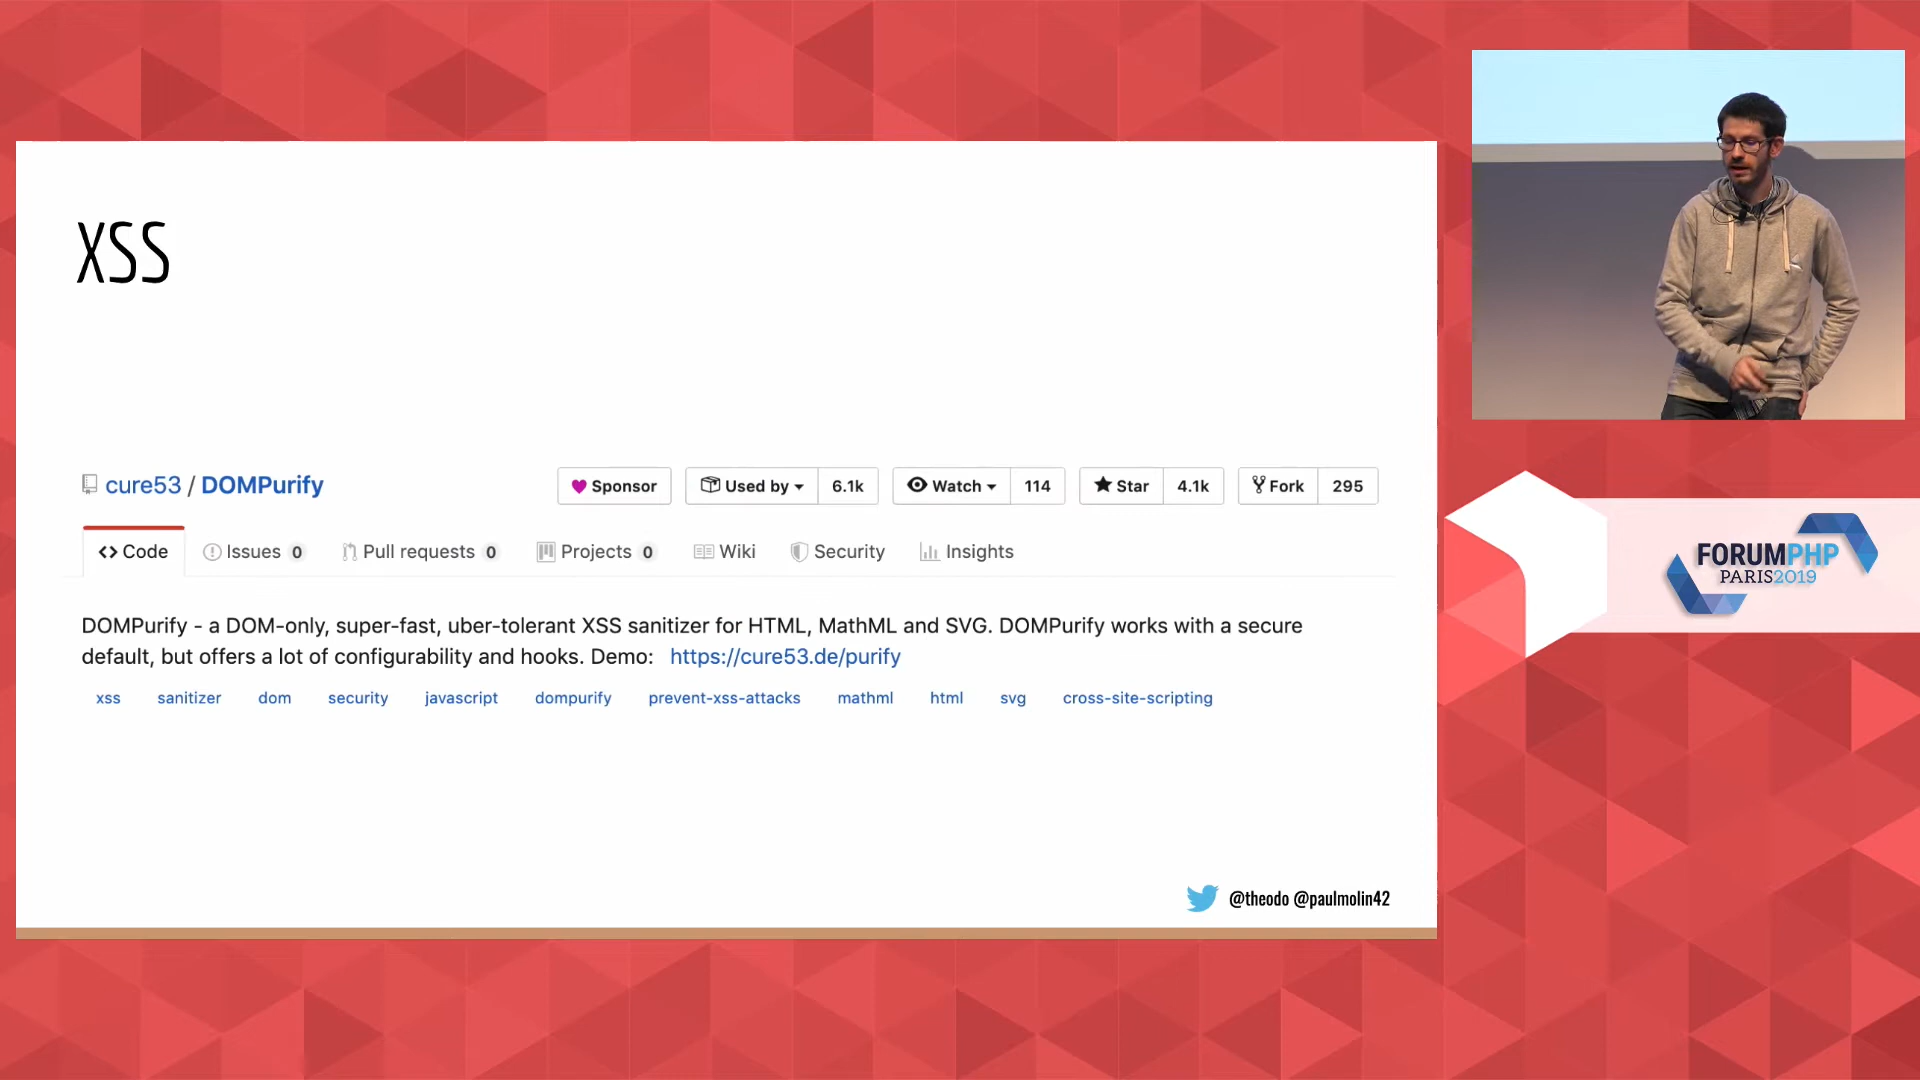 XSS
cure53 / DOMPurify
Sponsor
Used by 6.1k
Watch 114
Star 4.1k
Fork 295
Code
Issues 0
Pull requests 0
Projects 0
Wiki
Security
Insights
DOMPurify - a DOM-only, super-fast, uber-tolerant XSS sanitizer for HTML, MathML and SVG. DOMPurify works with a secure
default, but offers a lot of configurability and hooks. Demo: https://cure53.de/purify
xss sanitizer dom security javascript dompurify prevent-xss-attacks mathml html svg cross-site-scripting
@theodo @paulmolin42
FORUMPHP
PARIS2019